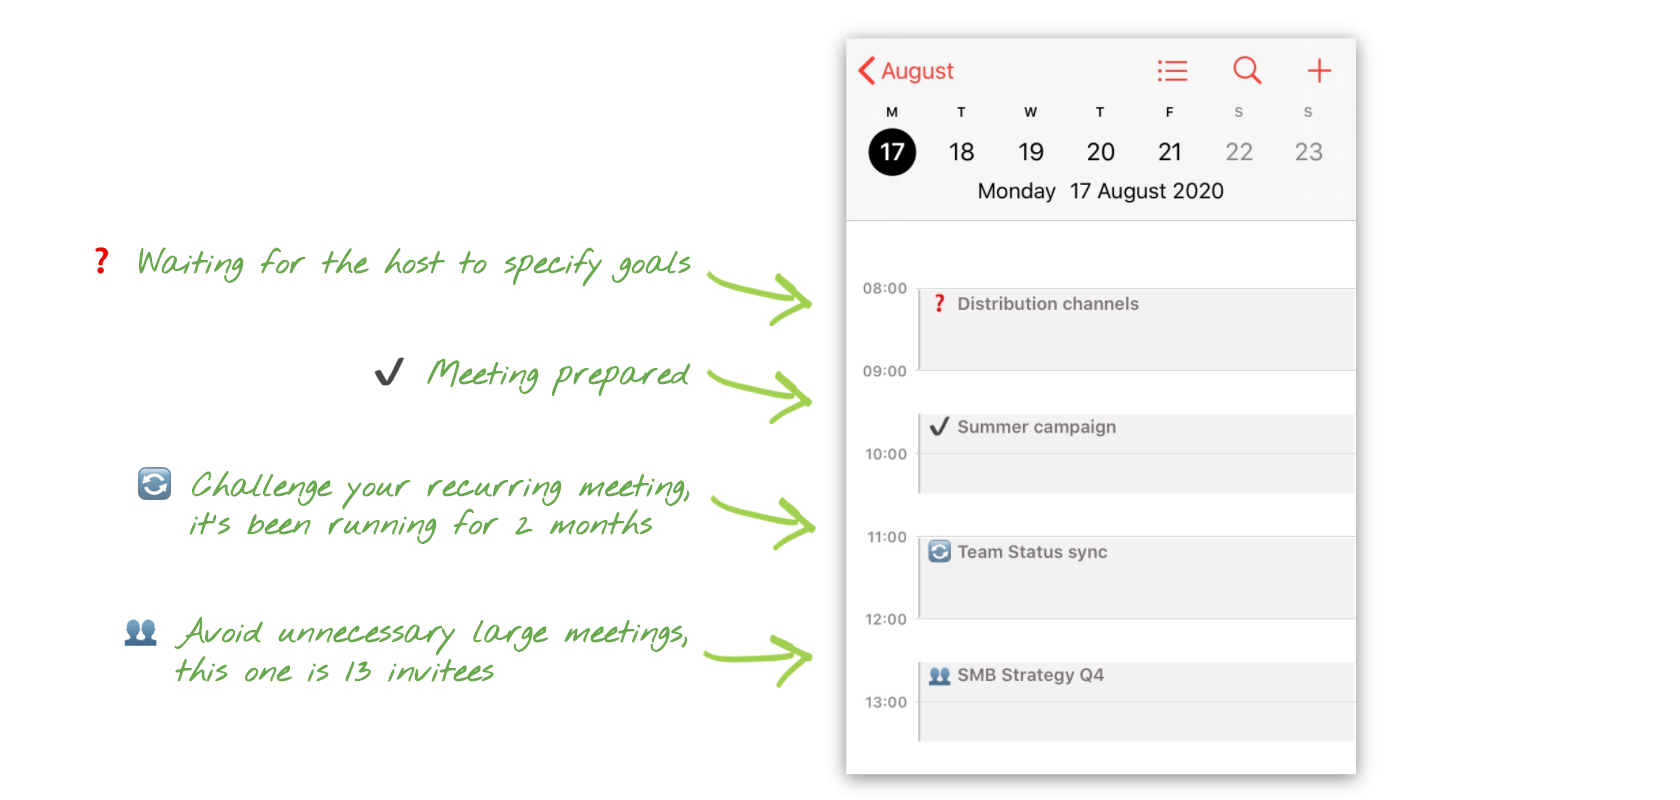 August
M T W T F S S
17 18 19 20 21 22 23
Monday 17 August 2020
❓ Waiting for the host to specify goals
✔ Meeting prepared
🔄 Challenge your recurring meeting,
it's been running for 2 months
👥 Avoid unnecessary large meetings,
this one is 13 invitees
08:00
❓ Distribution channels
09:00
✔ Summer campaign
10:00
11:00
🔄 Team Status sync
12:00
👥 SMB Strategy Q4
13:00